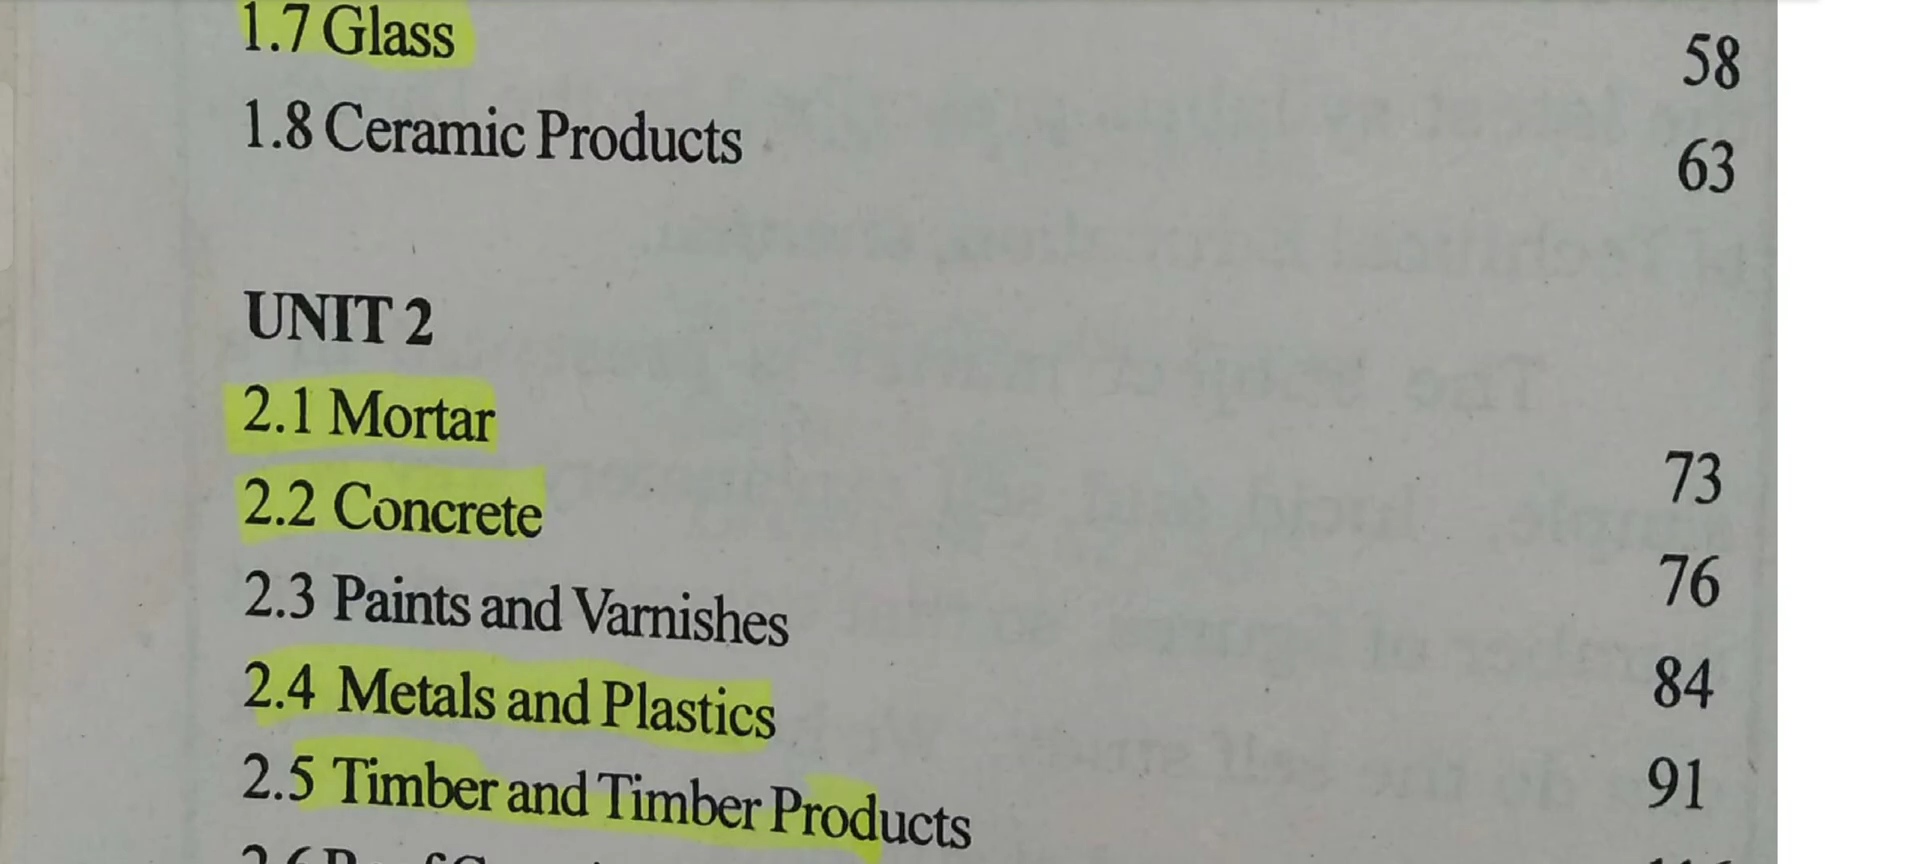 1.7 Glass 58
1.8 Ceramic Products 63
UNIT 2
2.1 Mortar 73
2.2 Concrete 76
2.3 Paints and Varnishes 84
2.4 Metals and Plastics 91
2.5 Timber and Timber Products